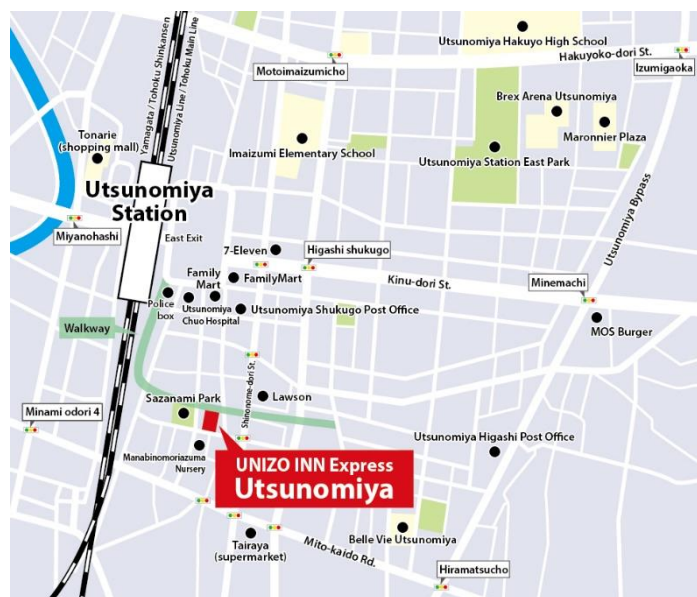 Utsunomiya Hakuyo High School
Hakuyoko-dori St.
Motoimaizumicho
Izumigaoka
Yamagata / Tohoku Shinkansen
Utsunomiya Line / Tohoku Main Line
Brex Arena Utsunomiya
Maronnier Plaza
Tonarie
(shopping mall)
Imaizumi Elementary School
Utsunomiya Station East Park
Utsunomiya
Station
Utsunomiya Bypass
Miyanohashi
East Exit
7-Eleven
Higashi shukugo
Kinu-dori St.
Family
Mart
FamilyMart
Minemachi
Police
box
Utsunomiya
Chuo Hospital
Utsunomiya Shukugo Post Office
MOS Burger
Walkway
Shinonome-dori St.
Sazanami Park
Lawson
Minami odori 4
Manabinomoriazuma
Nursery
UNIZO INN Express
Utsunomiya
Utsunomiya Higashi Post Office
Tairaya
(supermarket)
Mito-kaido Rd.
Belle Vie Utsunomiya
Hiramatsucho